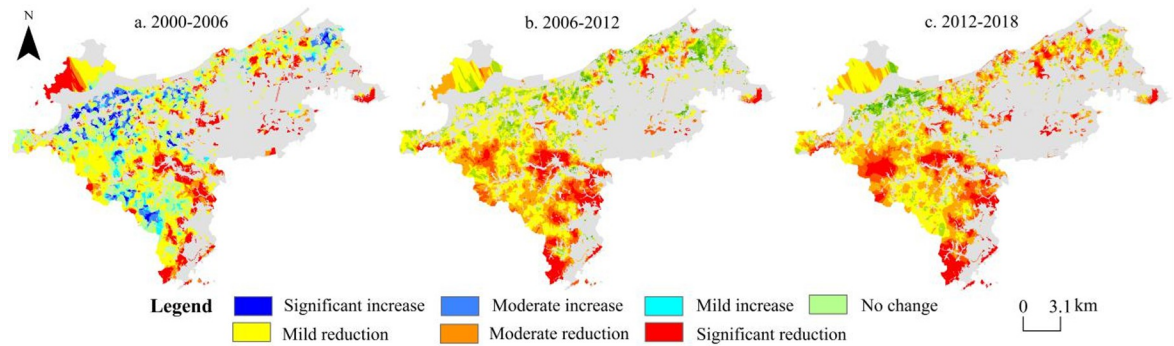 N
a. 2000-2006
b. 2006-2012
c. 2012-2018
Legend
Significant increase
Moderate increase
Mild increase
No change
Mild reduction
Moderate reduction
Significant reduction
0 3.1 km